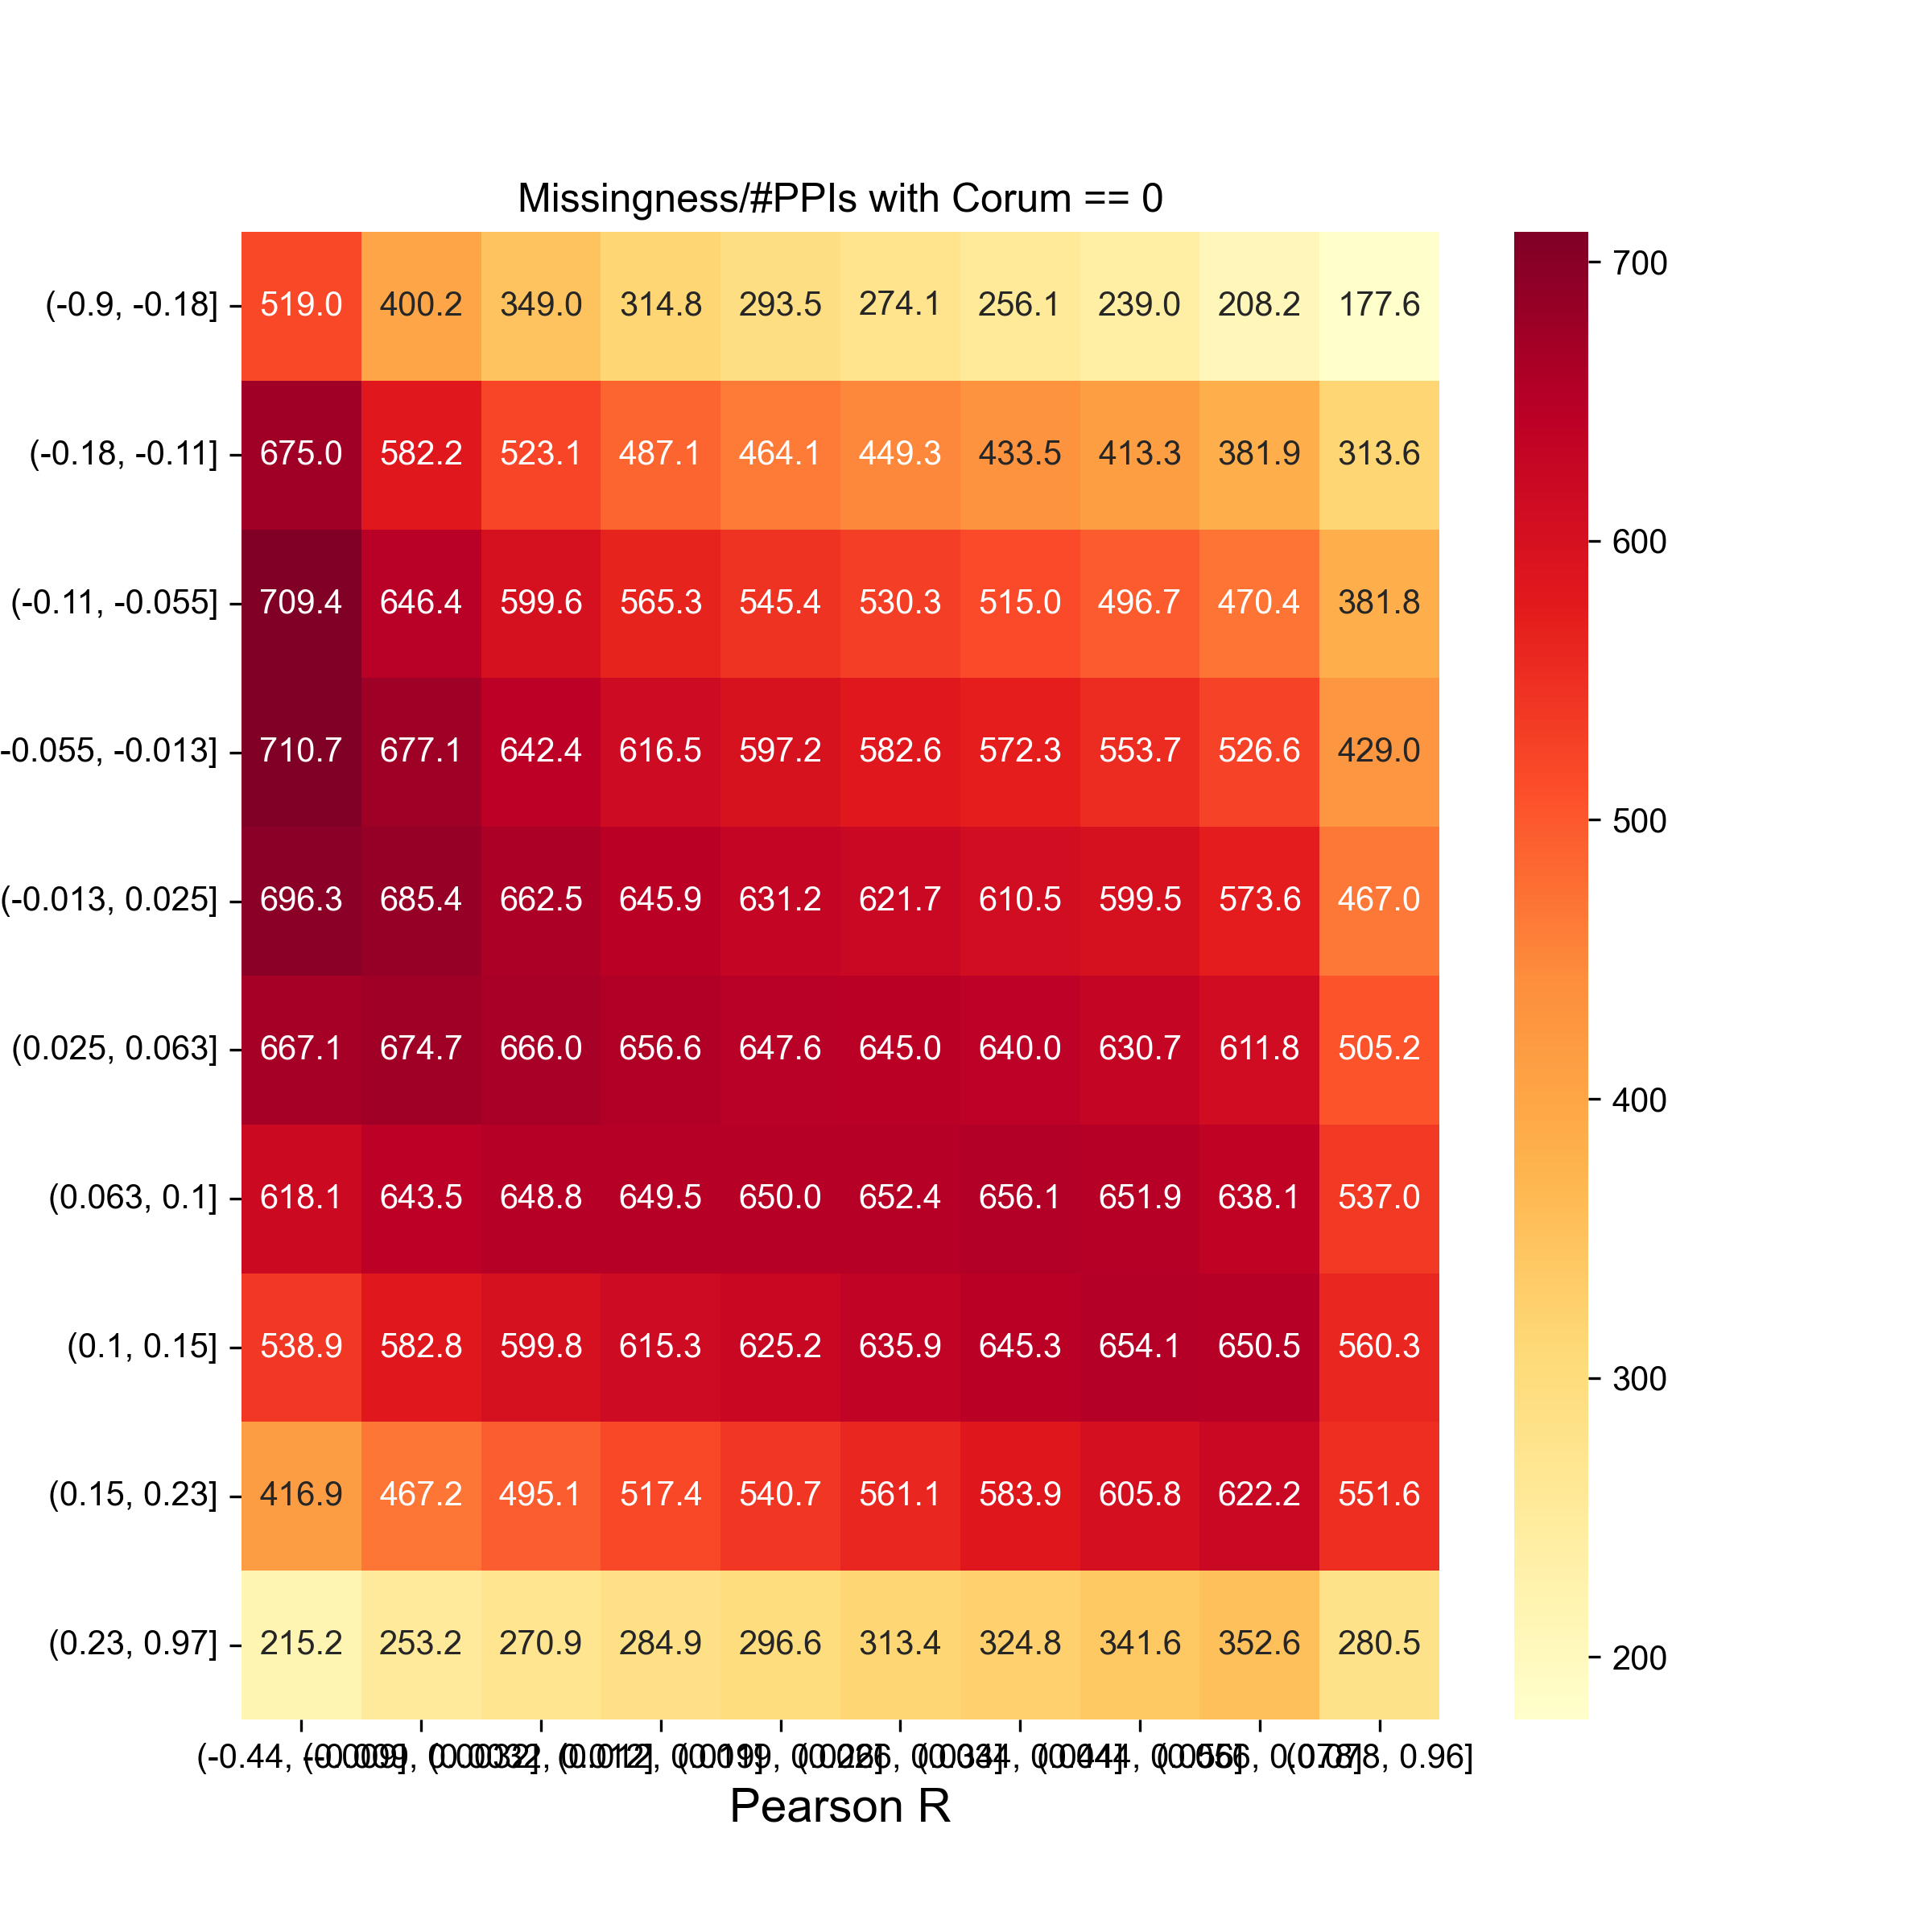 Missingness/#PPIs with Corum == 0
(-0.9, -0.18] 519.0 400.2 349.0 314.8 293.5 274.1 256.1 239.0 208.2 177.6
(-0.18, -0.11] 675.0 582.2 523.1 487.1 464.1 449.3 433.5 413.3 381.9 313.6
(-0.11, -0.055] 709.4 646.4 599.6 565.3 545.4 530.3 515.0 496.7 470.4 381.8
-0.055, -0.013] 710.7 677.1 642.4 616.5 597.2 582.6 572.3 553.7 526.6 429.0
(-0.013, 0.025] 696.3 685.4 662.5 645.9 631.2 621.7 610.5 599.5 573.6 467.0
(0.025, 0.063] 667.1 674.7 666.0 656.6 647.6 645.0 640.0 630.7 611.8 505.2
(0.063, 0.1] 618.1 643.5 648.8 649.5 650.0 652.4 656.1 651.9 638.1 537.0
(0.1, 0.15] 538.9 582.8 599.8 615.3 625.2 635.9 645.3 654.1 650.5 560.3
(0.15, 0.23] 416.9 467.2 495.1 517.4 540.7 561.1 583.9 605.8 622.2 551.6
(0.23, 0.97] 215.2 253.2 270.9 284.9 296.6 313.4 324.8 341.6 352.6 280.5
(-0.44, 0.96]
Pearson R
700
600
500
400
300
200